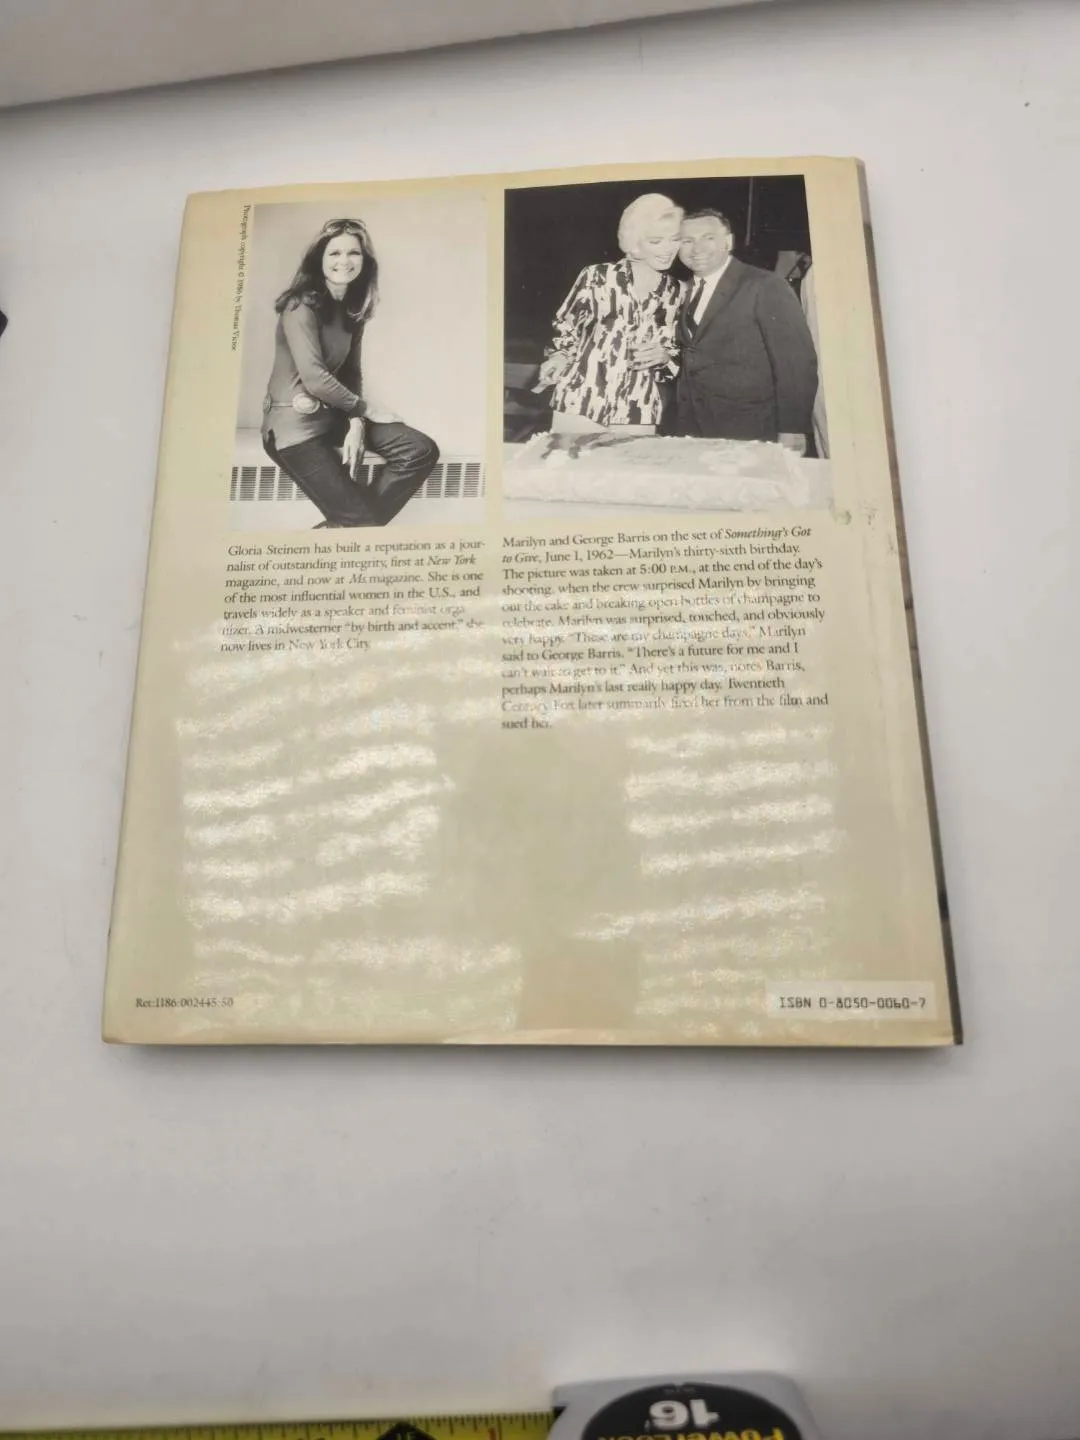 Photograph copyright © 1986 by Thomas Victor
Gloria Steinem has built a reputation as a jour-
nalist of outstanding integrity, first at New York
magazine, and now at Ms magazine. She is one
of the most influential women in the U.S., and
travels widely as a speaker and feminist orga
nizer. A midwesterner "by birth and accent," she
now lives in New York City.
Marilyn and George Barris on the set of Something's Got
to Give, June 1, 1962—Marilyn's thirty-sixth birthday.
The picture was taken at 5:00 P.M., at the end of the day's
shooting, when the crew surprised Marilyn by bringing
out the cake and breaking open bottles of champagne to
celebrate. Marilyn was surprised, touched, and obviously
very happy. "These are my champagne days," Marilyn
said to George Barris. "There's a future for me and I
can't wait to get to it." And yet this was, notes Barris,
perhaps Marilyn's last really happy day. Twentieth
Century Fox later summarily fired her from the film and
sued her.
Ret:1186:002445:50
ISBN 0-8050-0060-7
16
1